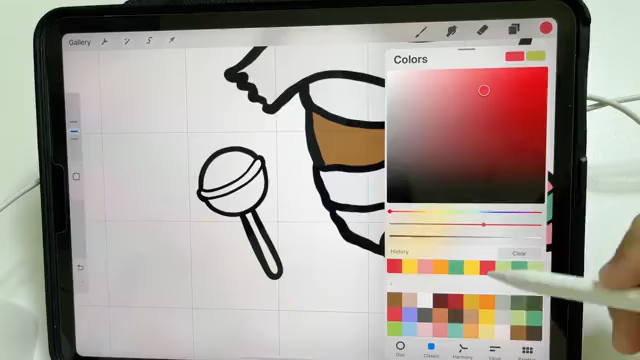 Gallery
Colors
History
Clear
Disc
Classic
Harmony
Value
Palettes